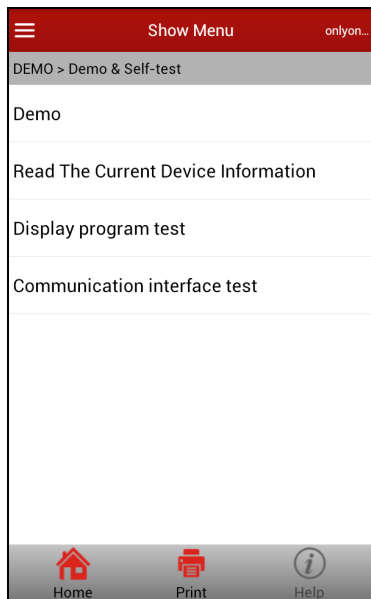 Show Menu onlyon...
DEMO > Demo & Self-test
Demo
Read The Current Device Information
Display program test
Communication interface test
Home Print Help